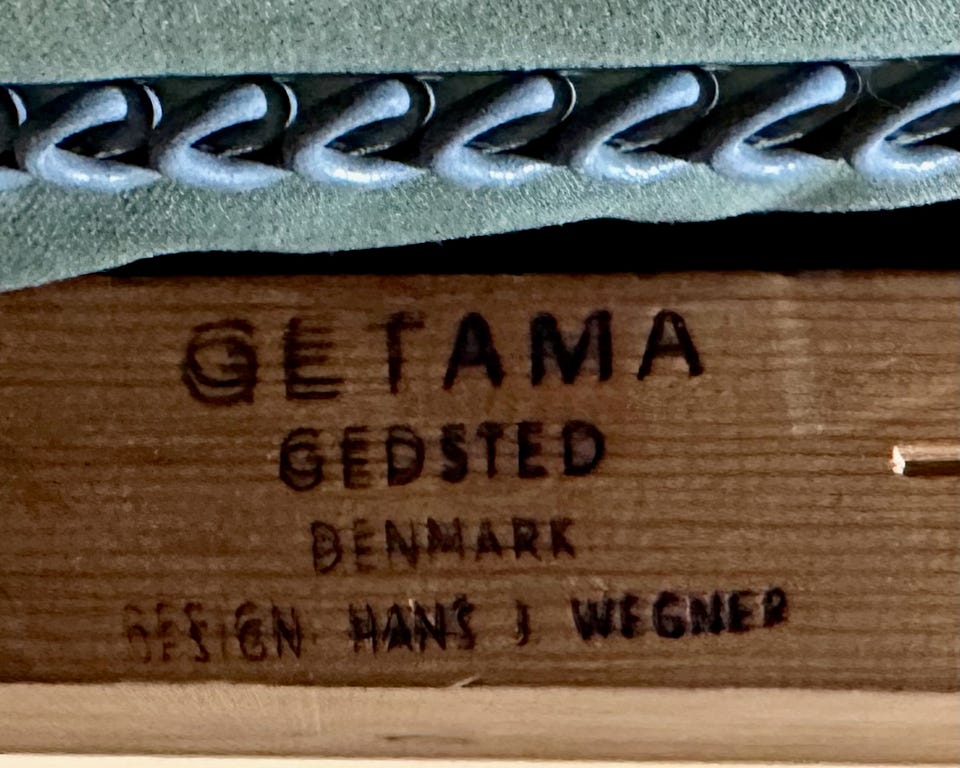 GETAMA
GEDSTED
DENMARK
DESIGN HANS J WEGNER